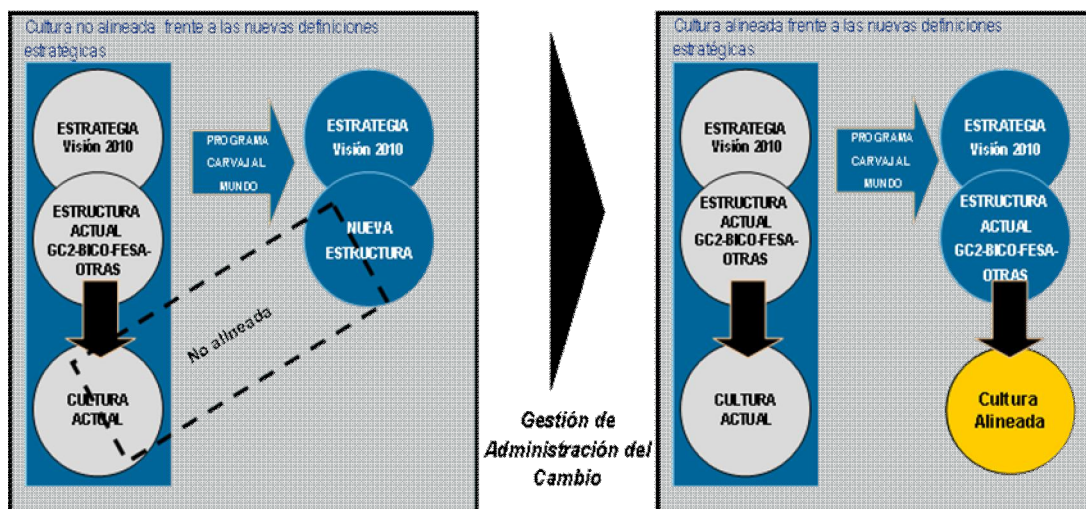 Cultura no alineada frente a las nuevas definiciones
estratégicas
ESTRATEGIA
Visión 2010
ESTRUCTURA
ACTUAL
GC2-BICO-FESA-
OTRAS
CULTURA
ACTUAL
PROGRAMA
CARVAJAL
MUNDO
ESTRATEGIA
Visión 2010
NUEVA
ESTRUCTURA
No alineada
Gestión de
Administración del
Cambio
Cultura alineada frente a las nuevas definiciones
estratégicas
ESTRATEGIA
Visión 2010
ESTRUCTURA
ACTUAL
GC2-BICO-FESA-
OTRAS
CULTURA
ACTUAL
PROGRAMA
CARVAJAL
MUNDO
ESTRATEGIA
Visión 2010
ESTRUCTURA
ACTUAL
GC2-BICO-FESA-
OTRAS
Cultura
Alineada